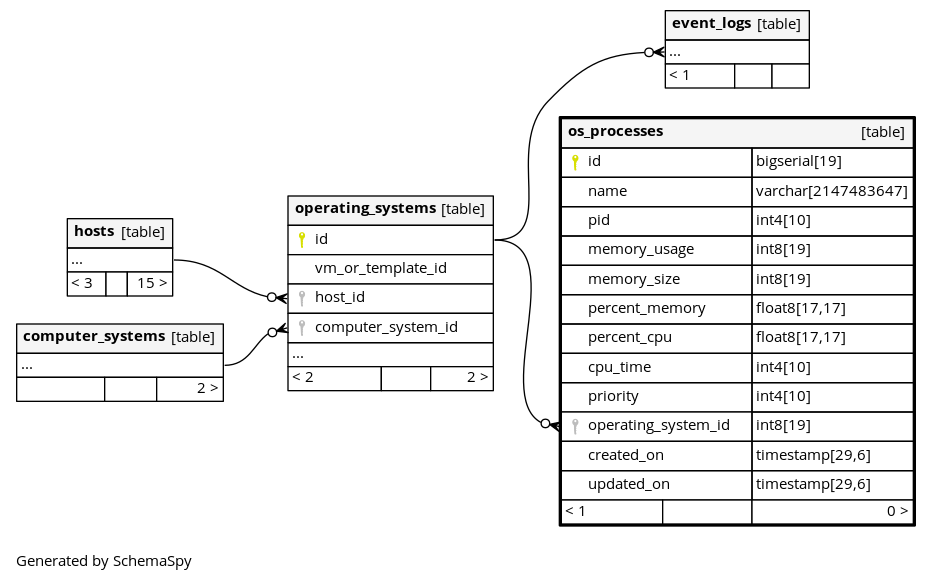 event_logs [table]
...
< 1
os_processes [table]
id bigserial[19]
name varchar[2147483647]
pid int4[10]
memory_usage int8[19]
memory_size int8[19]
percent_memory float8[17,17]
percent_cpu float8[17,17]
cpu_time int4[10]
priority int4[10]
operating_system_id int8[19]
created_on timestamp[29,6]
updated_on timestamp[29,6]
< 1 0 >
operating_systems [table]
id
vm_or_template_id
host_id
computer_system_id
...
< 2 2 >
hosts [table]
...
< 3 15 >
computer_systems [table]
...
2 >
Generated by SchemaSpy